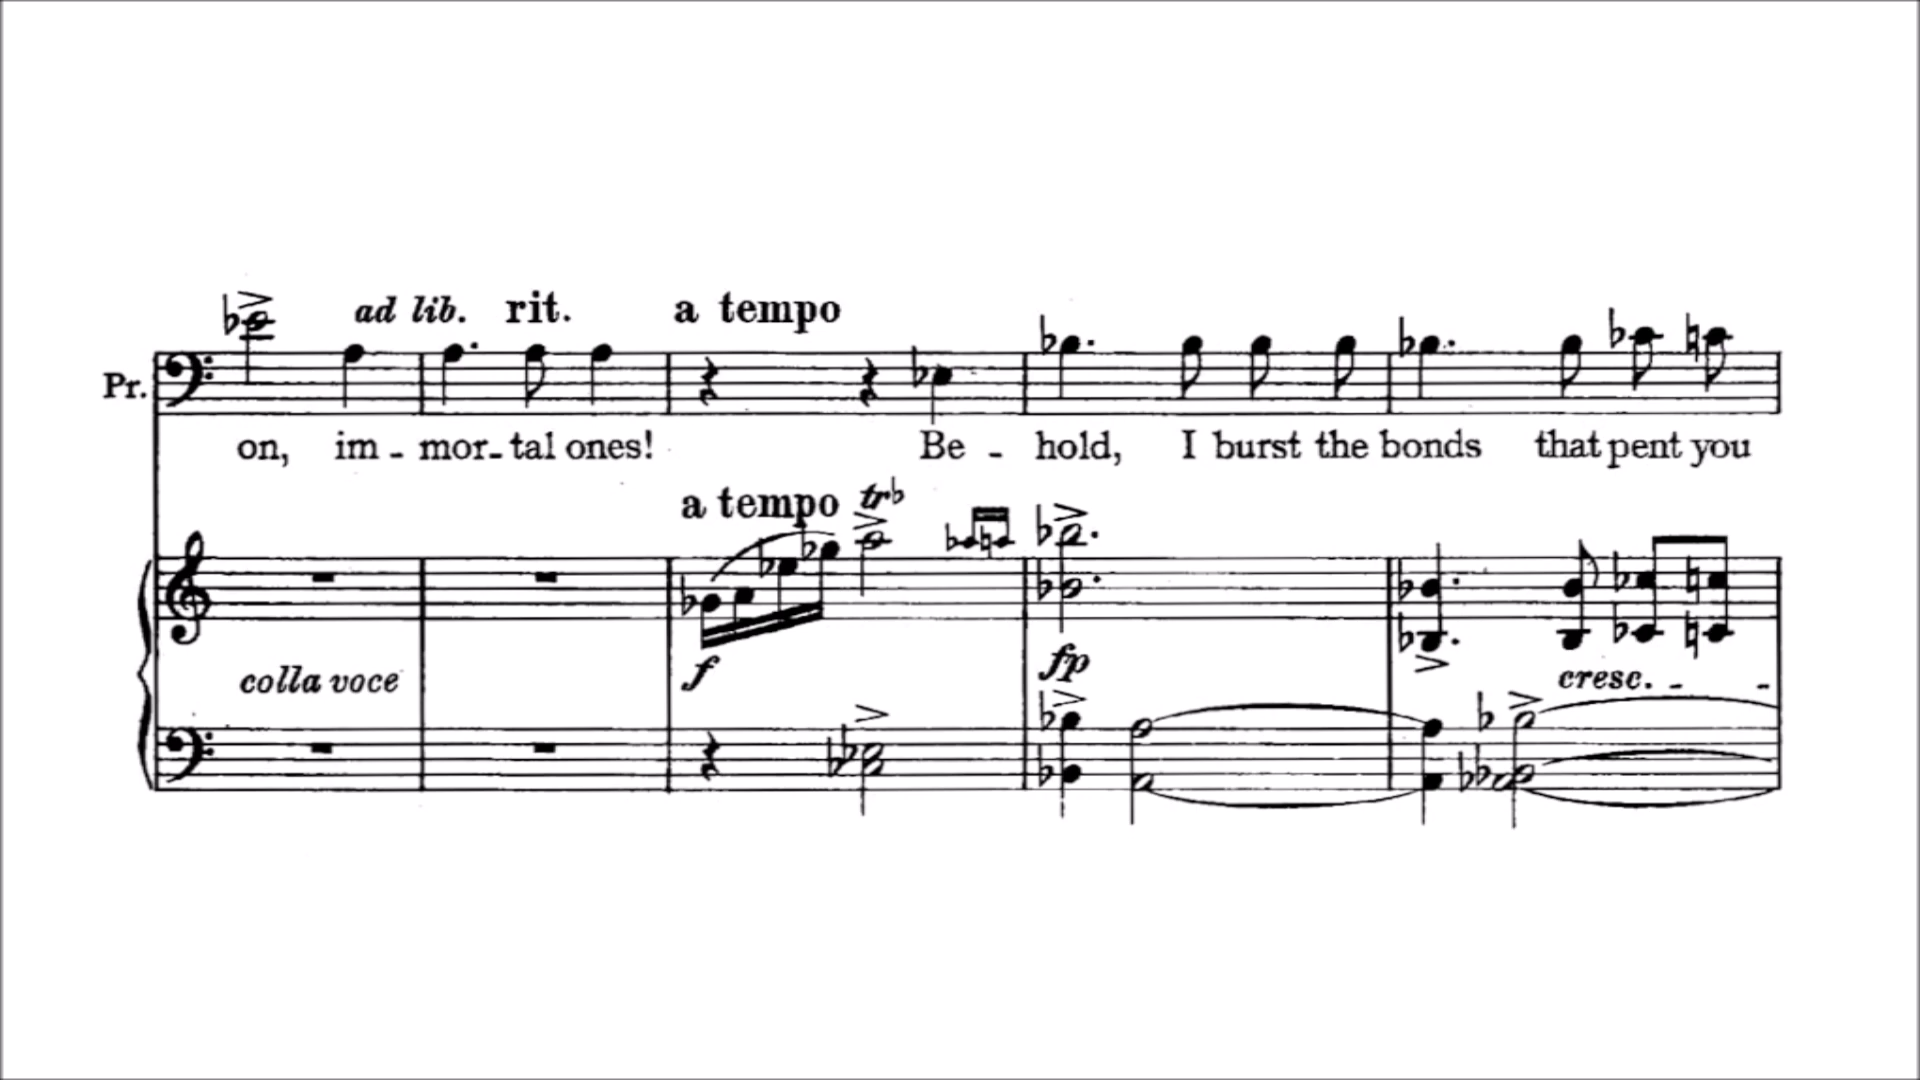 ad lib. rit. a tempo
Pr.
on, im - mor - tal ones! Be - hold, I burst the bonds that pent you
a tempo tr♭
colla voce f fp cresc. - -